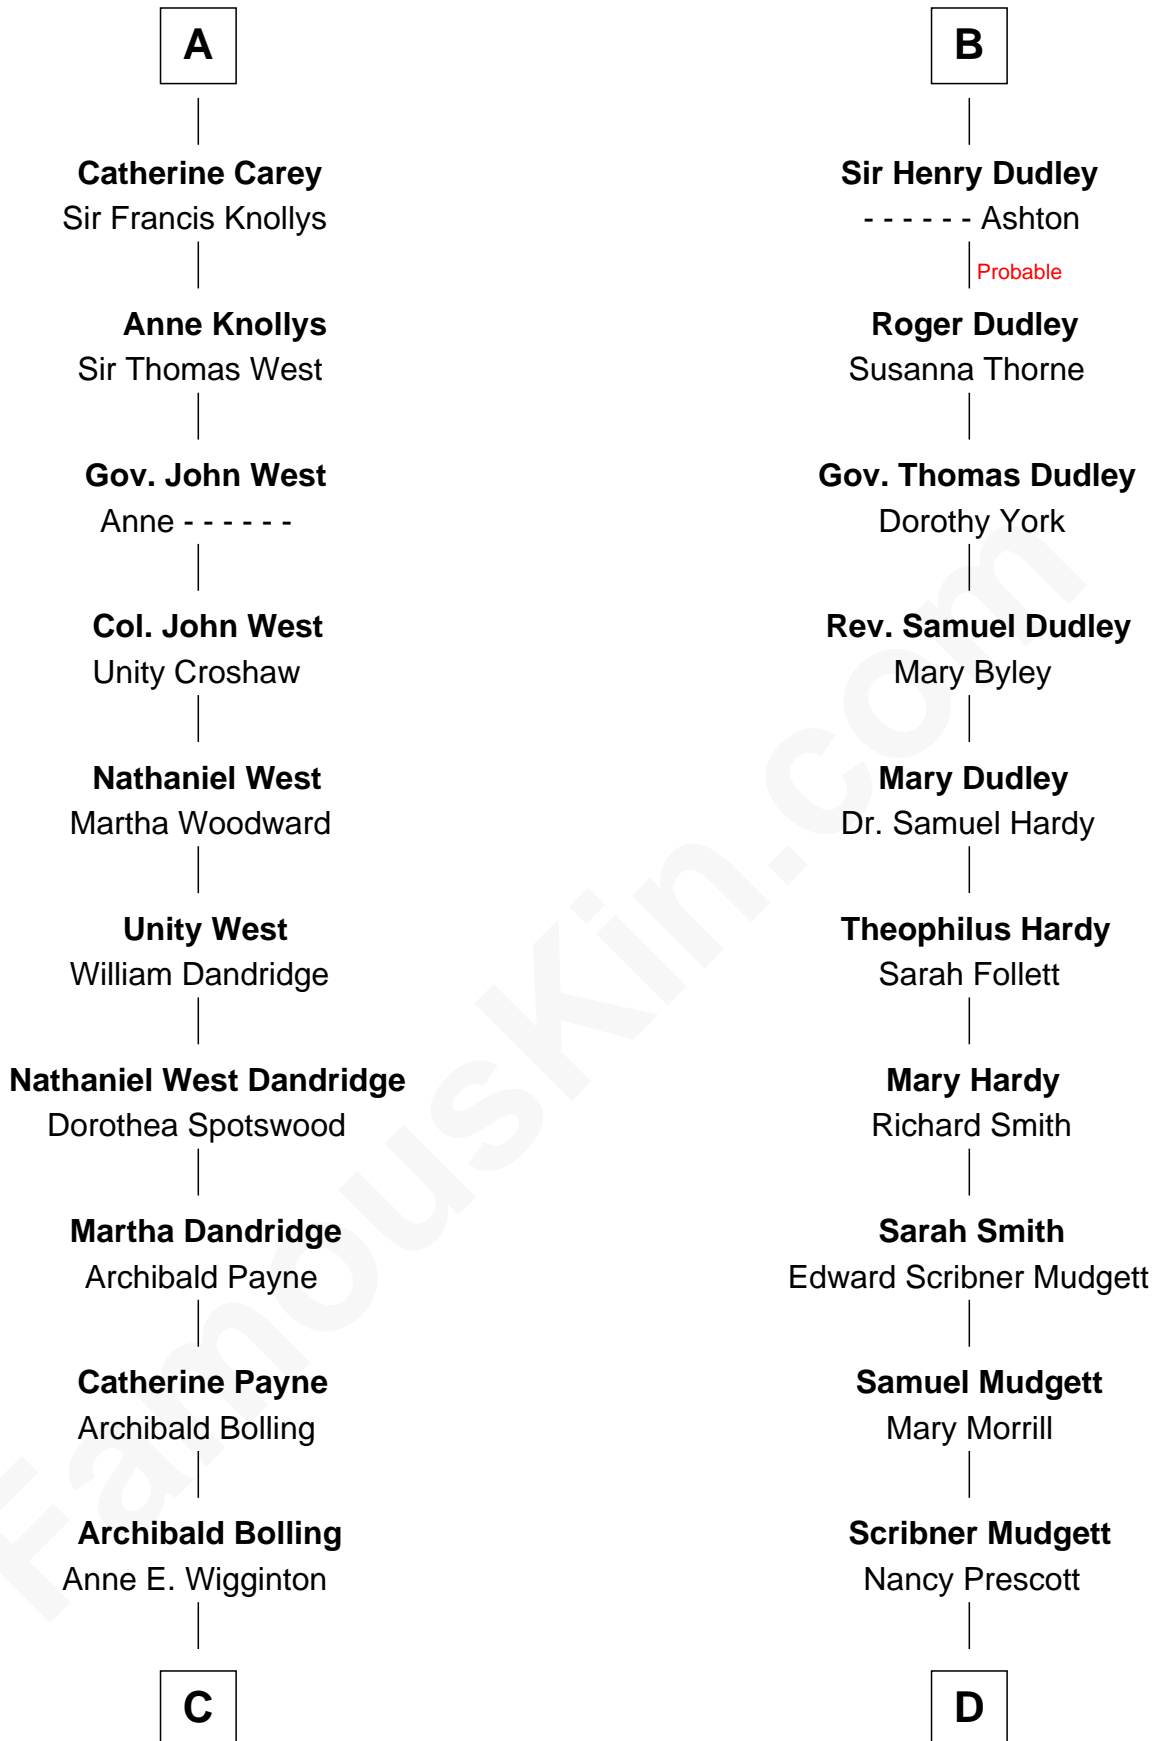 A
Catherine Carey
Sir Francis Knollys
Anne Knollys
Sir Thomas West
Gov. John West
Anne - - - - - -
Col. John West
Unity Croshaw
Nathaniel West
Martha Woodward
Unity West
William Dandridge
Nathaniel West Dandridge
Dorothea Spotswood
Martha Dandridge
Archibald Payne
Catherine Payne
Archibald Bolling
Archibald Bolling
Anne E. Wigginton
C
B
Sir Henry Dudley
- - - - - - Ashton
Probable
Roger Dudley
Susanna Thorne
Gov. Thomas Dudley
Dorothy York
Rev. Samuel Dudley
Mary Byley
Mary Dudley
Dr. Samuel Hardy
Theophilus Hardy
Sarah Follett
Mary Hardy
Richard Smith
Sarah Smith
Edward Scribner Mudgett
Samuel Mudgett
Mary Morrill
Scribner Mudgett
Nancy Prescott
D
FamousKin.com